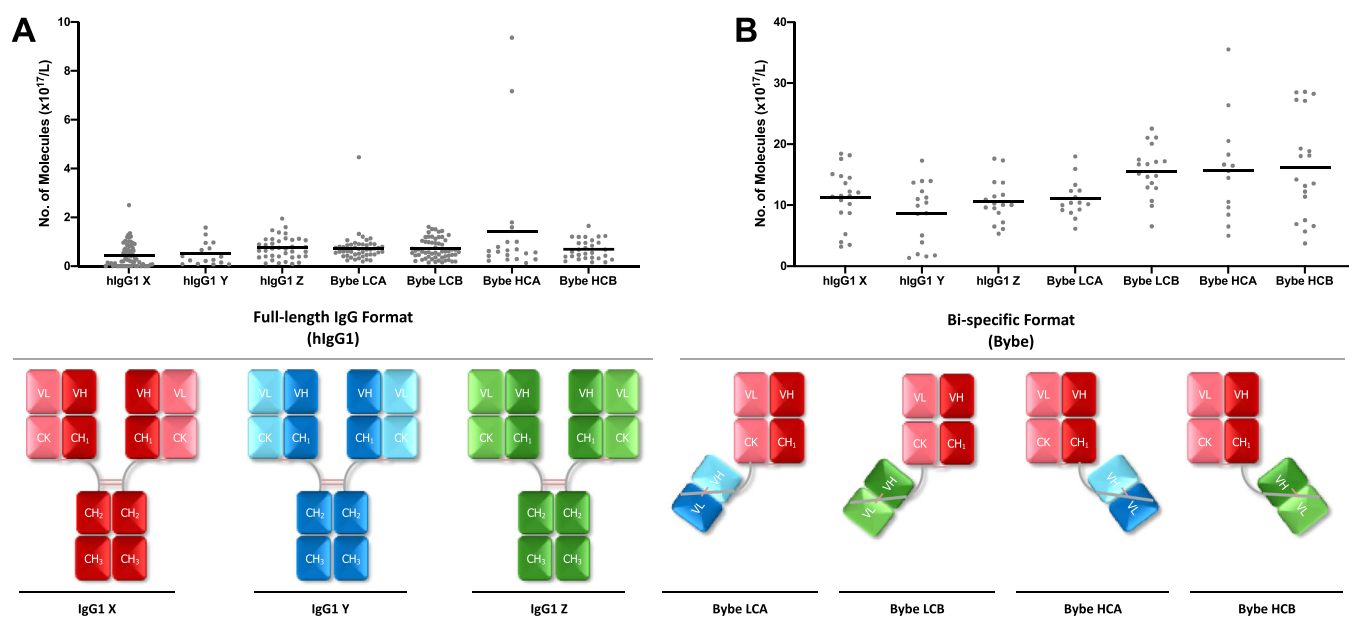 A
No. of Molecules (x10¹⁷/L)
10
8
6
4
2
0
hIgG1 X hIgG1 Y hIgG1 Z Bybe LCA Bybe LCB Bybe HCA Bybe HCB
B
No. of Molecules (x10¹⁷/L)
40
30
20
10
0
hIgG1 X hIgG1 Y hIgG1 Z Bybe LCA Bybe LCB Bybe HCA Bybe HCB
Full-length IgG Format
(hIgG1)
Bi-specific Format
(Bybe)
VL VH VH VL
CK CH₁ CH₁ CK
CH₂ CH₂
CH₃ CH₃
IgG1 X
VL VH VH VL
CK CH₁ CH₁ CK
CH₂ CH₂
CH₃ CH₃
IgG1 Y
VL VH VH VL
CK CH₁ CH₁ CK
CH₂ CH₂
CH₃ CH₃
IgG1 Z
VL VH
CK CH₁
VH
VL
Bybe LCA
VL VH
CK CH₁
VH
VL
Bybe LCB
VL VH
CK CH₁
VH
VL
Bybe HCA
VL VH
CK CH₁
VH
VL
Bybe HCB